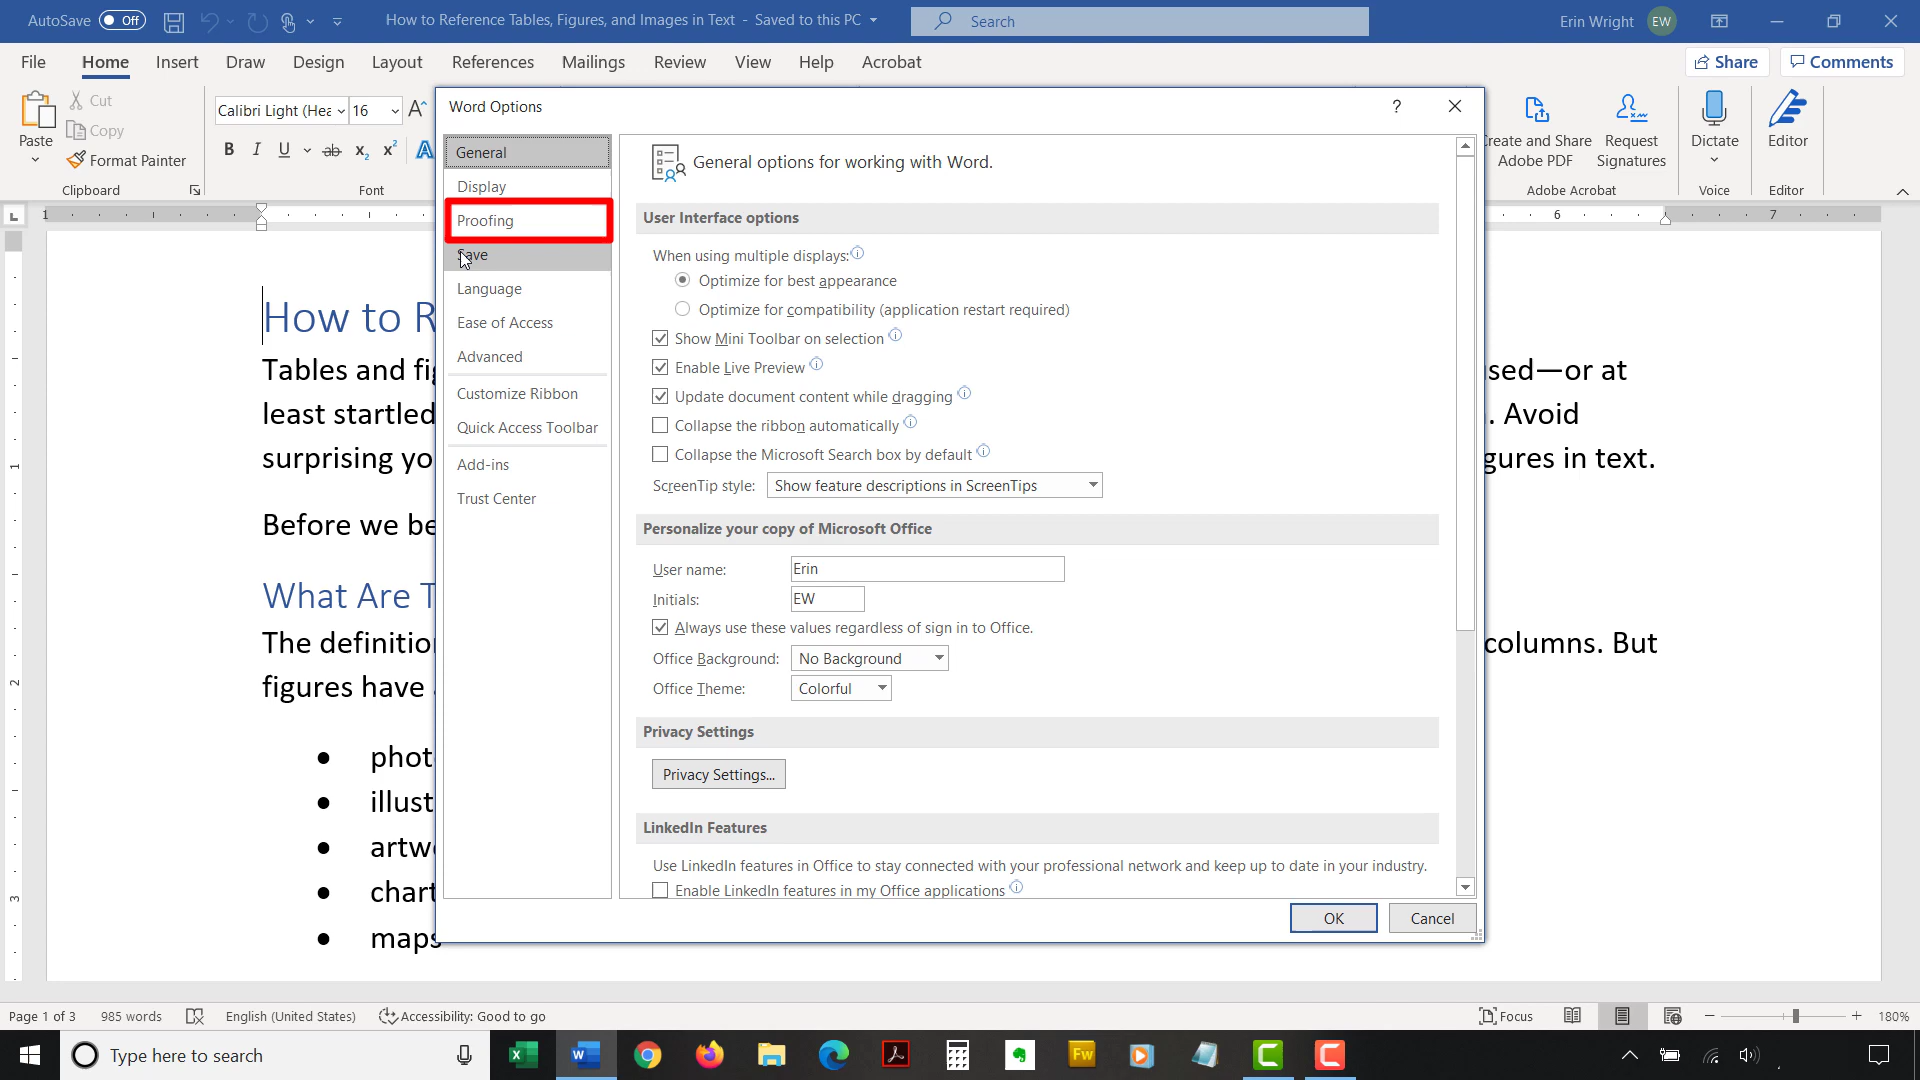 AutoSave Off
How to Reference Tables, Figures, and Images in Text - Saved to this PC
Search
Erin Wright EW
File Home Insert Draw Design Layout References Mailings Review View Help Acrobat
Share Comments
Calibri Light (Hea 16
Paste
Cut
Copy
Format Painter
B I U ab x₂ x² A
Clipboard
Font
Create and Share
Adobe PDF
Request
Signatures
Adobe Acrobat
Dictate
Voice
Editor
Editor
1 6 7
Word Options
?
General
Display
Proofing
Save
Language
Ease of Access
Advanced
Customize Ribbon
Quick Access Toolbar
Add-ins
Trust Center
General options for working with Word.
User Interface options
When using multiple displays:
Optimize for best appearance
Optimize for compatibility (application restart required)
Show Mini Toolbar on selection
Enable Live Preview
Update document content while dragging
Collapse the ribbon automatically
Collapse the Microsoft Search box by default
ScreenTip style: Show feature descriptions in ScreenTips
Personalize your copy of Microsoft Office
User name: Erin
Initials: EW
Always use these values regardless of sign in to Office.
Office Background: No Background
Office Theme: Colorful
Privacy Settings
Privacy Settings...
LinkedIn Features
Use LinkedIn features in Office to stay connected with your professional network and keep up to date in your industry.
Enable LinkedIn features in my Office applications
OK Cancel
How to R
Tables and fi sed—or at
least startled . Avoid
surprising yo gures in text.
Before we be
What Are T
The definition columns. But
figures have
• phot
• illust
• artw
• chart
• maps
1
2
3
Page 1 of 3 985 words English (United States) Accessibility: Good to go
Focus 180%
Type here to search
Fw